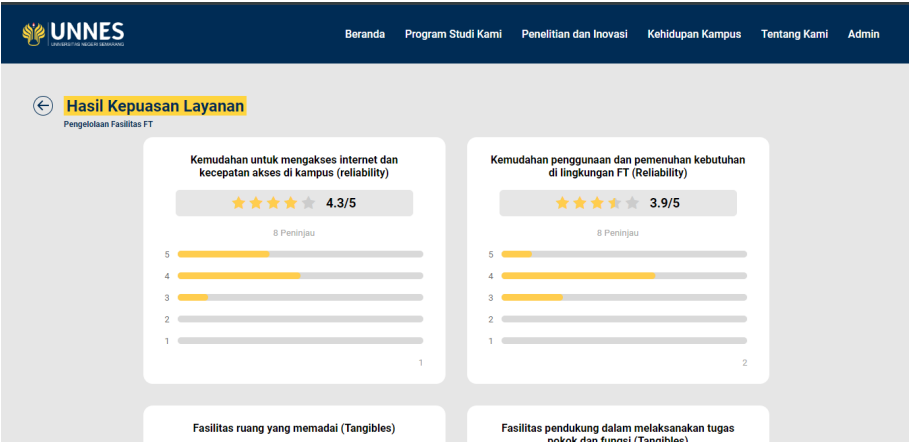 UNNES
UNIVERSITAS NEGERI SEMARANG
Beranda Program Studi Kami Penelitian dan Inovasi Kehidupan Kampus Tentang Kami Admin
Hasil Kepuasan Layanan
Pengelolaan Fasilitas FT
Kemudahan untuk mengakses internet dan
kecepatan akses di kampus (reliability)
4.3/5
8 Peninjau
5
4
3
2
1
1
Kemudahan penggunaan dan pemenuhan kebutuhan
di lingkungan FT (Reliability)
3.9/5
8 Peninjau
5
4
3
2
1
2
Fasilitas ruang yang memadai (Tangibles)
Fasilitas pendukung dalam melaksanakan tugas
pokok dan fungsi (Tangibles)